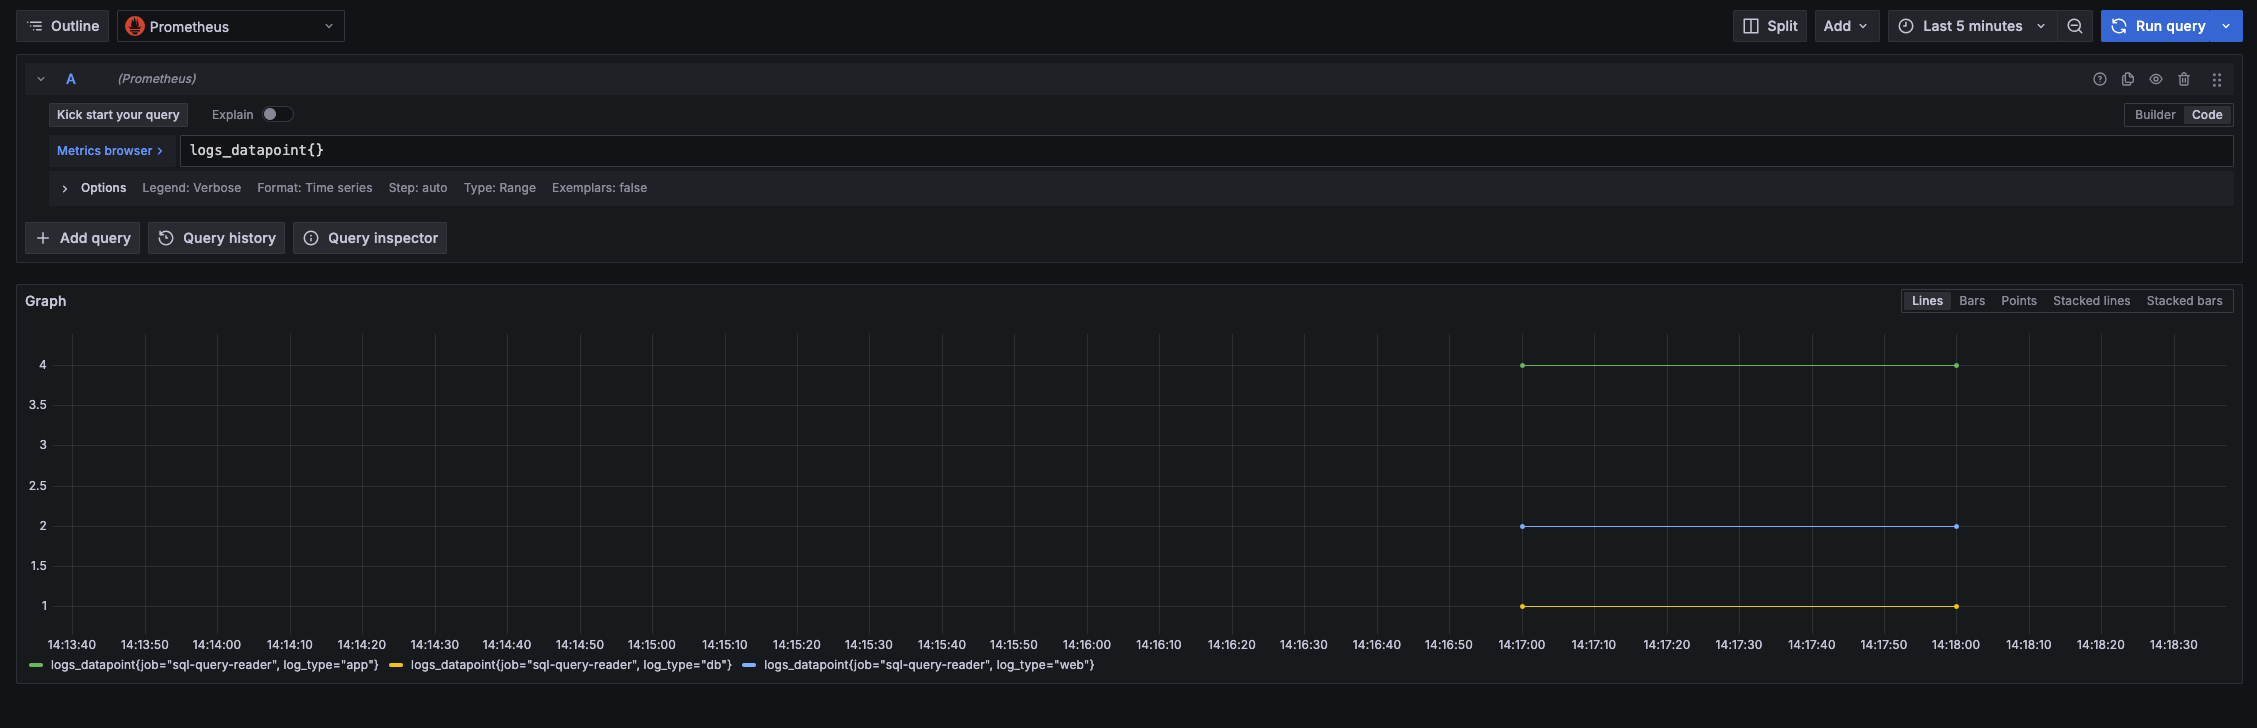 Outline Prometheus Split Add Last 5 minutes Run query
A (Prometheus)
Kick start your query Explain Builder Code
Metrics browser > logs_datapoint{}
Options Legend: Verbose Format: Time series Step: auto Type: Range Exemplars: false
+ Add query Query history Query inspector
Graph Lines Bars Points Stacked lines Stacked bars
4
3.5
3
2.5
2
1.5
1
14:13:40 14:13:50 14:14:00 14:14:10 14:14:20 14:14:30 14:14:40 14:14:50 14:15:00 14:15:10 14:15:20 14:15:30 14:15:40 14:15:50 14:16:00 14:16:10 14:16:20 14:16:30 14:16:40 14:16:50 14:17:00 14:17:10 14:17:20 14:17:30 14:17:40 14:17:50 14:18:00 14:18:10 14:18:20 14:18:30
logs_datapoint{job="sql-query-reader", log_type="app"} logs_datapoint{job="sql-query-reader", log_type="db"} logs_datapoint{job="sql-query-reader", log_type="web"}